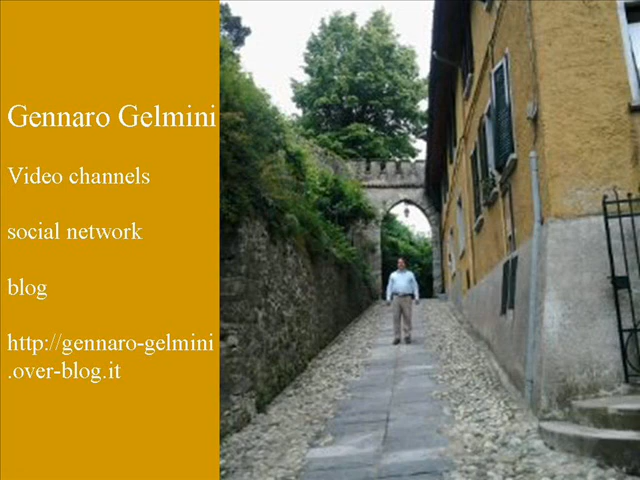 Gennaro Gelmini
Video channels
social network
blog
http://gennaro-gelmini
.over-blog.it